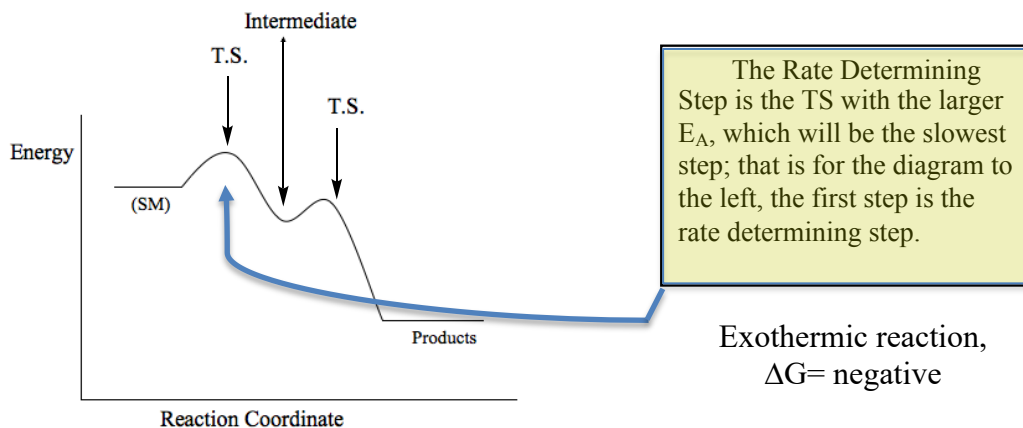 Intermediate
T.S.
T.S.
Energy
(SM)
Products
Reaction Coordinate
The Rate Determining
Step is the TS with the larger
E_A, which will be the slowest
step; that is for the diagram to
the left, the first step is the
rate determining step.
Exothermic reaction,
ΔG= negative